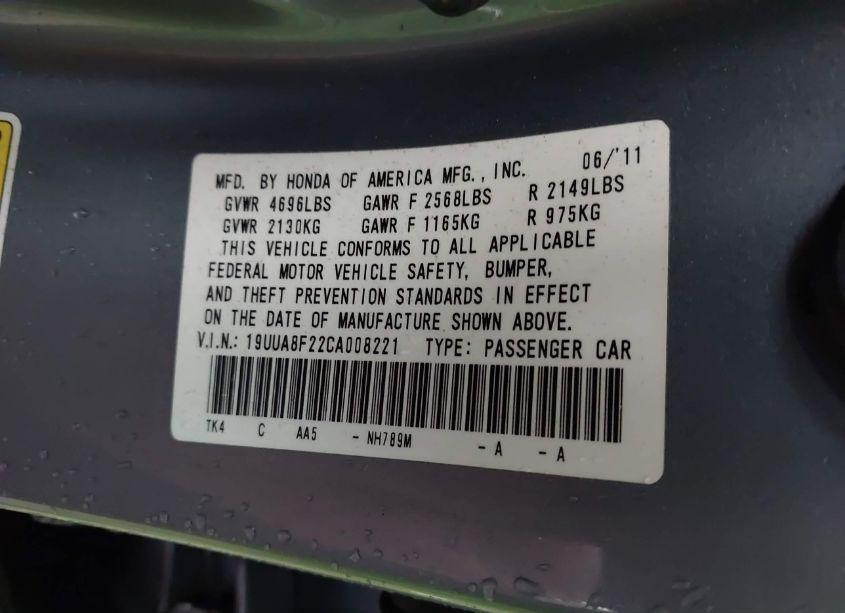 MFD. BY HONDA OF AMERICA MFG., INC. 06/'11
GVWR 4696LBS GAWR F 2568LBS R 2149LBS
GVWR 2130KG GAWR F 1165KG R 975KG
THIS VEHICLE CONFORMS TO ALL APPLICABLE
FEDERAL MOTOR VEHICLE SAFETY, BUMPER,
AND THEFT PREVENTION STANDARDS IN EFFECT
ON THE DATE OF MANUFACTURE SHOWN ABOVE.
V.I.N.: 19UUA8F22CA008221 TYPE: PASSENGER CAR
TK4 C AA5 - NH789M - A - A